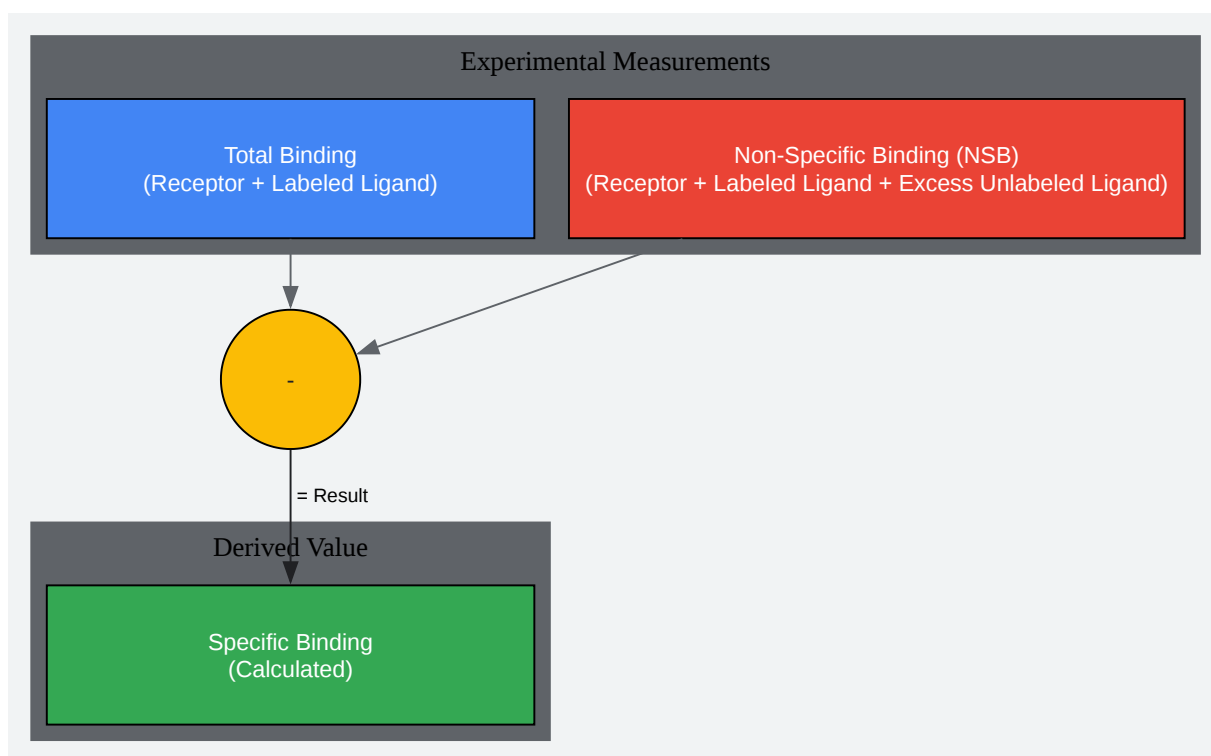 Experimental Measurements
Total Binding
(Receptor + Labeled Ligand)
Non-Specific Binding (NSB)
(Receptor + Labeled Ligand + Excess Unlabeled Ligand)
-
= Result
Derived Value
Specific Binding
(Calculated)